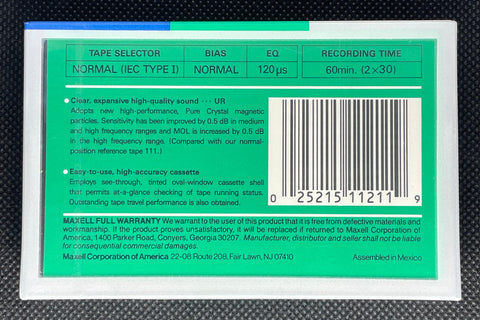 TAPE SELECTOR BIAS EQ RECORDING TIME
NORMAL (IEC TYPE I) NORMAL 120μs 60min. (2×30)
● Clear, expansive high-quality sound ··· UR
Adopts new high-performance, Pure Crystal magnetic
particles. Sensitivity has been improved by 0.5 dB in medium
and high frequency ranges and MOL is increased by 0.5 dB
in the high frequency range. (Compared with our normal-
position reference tape 111.)
● Easy-to-use, high-accuracy cassette
Employs see-through, tinted oval-window cassette shell
that permits at-a-glance checking of tape running status.
Outstanding tape travel performance is also obtained.
0 25215 11211 9
MAXELL FULL WARRANTY We warrant to the user of this product that it is free from defective materials and
workmanship. If the product proves unsatisfactory, it will be replaced if returned to Maxell Corporation of
America, 1400 Parker Road, Conyers, Georgia 30207. Manufacturer, distributor and seller shall not be liable
for consequential commercial damages.
Maxell Corporation of America 22-08 Route 208, Fair Lawn, NJ 07410 Assembled in Mexico